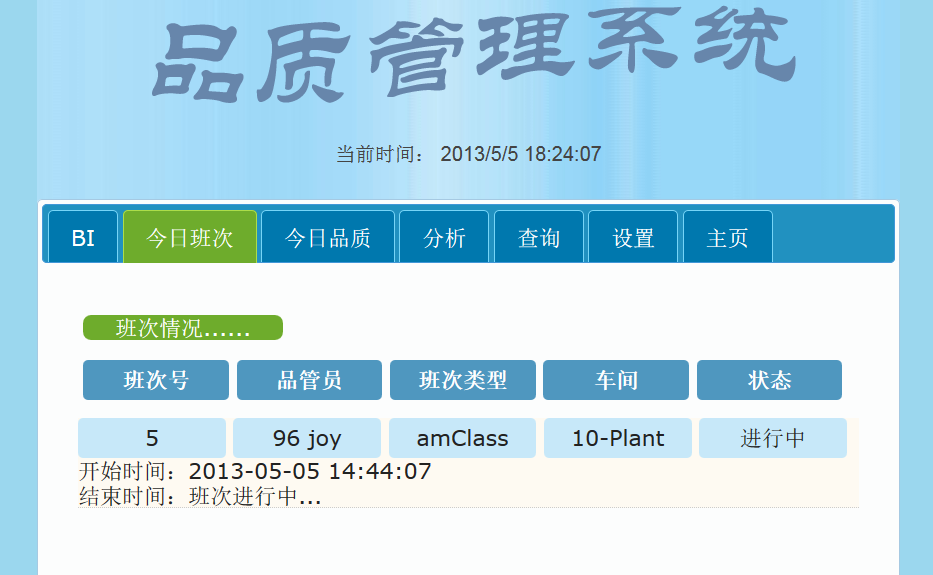 品质管理系统
当前时间： 2013/5/5 18:24:07
BI 今日班次 今日品质 分析 查询 设置 主页
班次情况......
班次号 品管员 班次类型 车间 状态
5 96 joy amClass 10-Plant 进行中
开始时间：2013-05-05 14:44:07
结束时间：班次进行中...